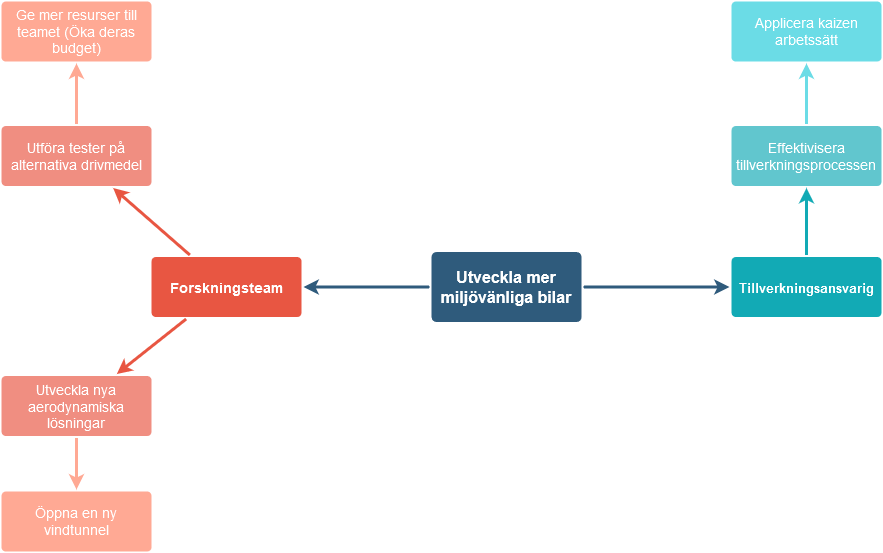 Ge mer resurser till
teamet (Öka deras
budget)
Applicera kaizen
arbetssätt
Utföra tester på
alternativa drivmedel
Effektivisera
tillverkningsprocessen
Forskningsteam
Utveckla mer
miljövänliga bilar
Tillverkningsansvarig
Utveckla nya
aerodynamiska
lösningar
Öppna en ny
vindtunnel